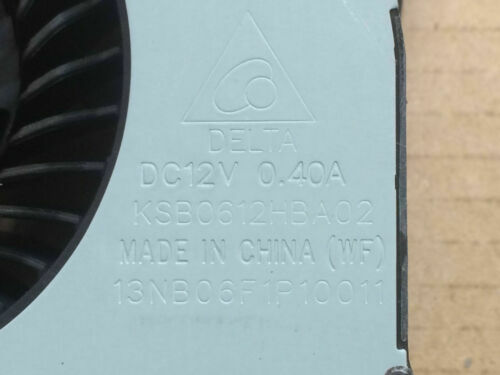 DELTA
DC12V 0.40A
KSB0612HBA02
MADE IN CHINA (WF)
13NB06F1P10011